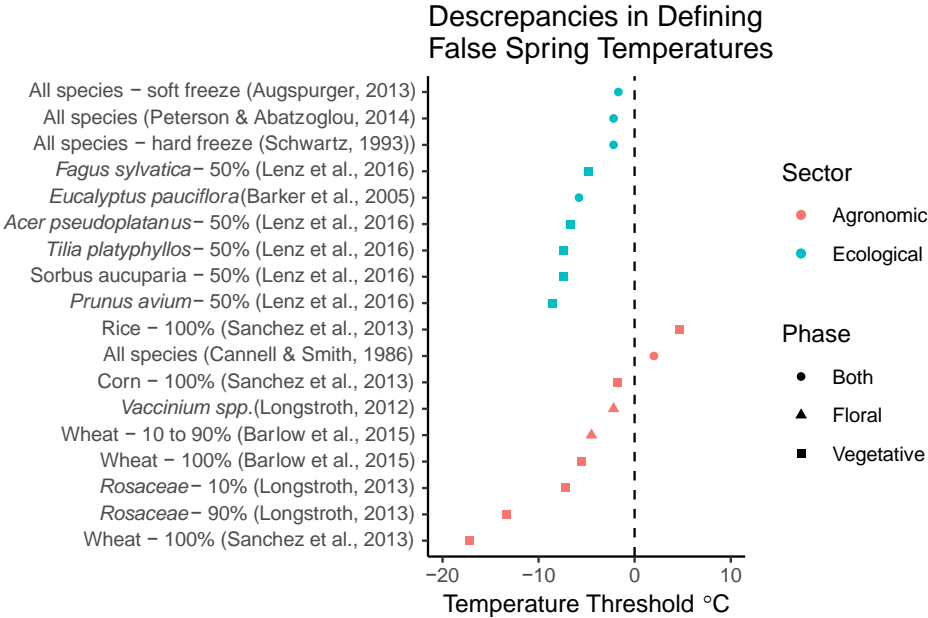 Descrepancies in Defining
False Spring Temperatures
All species − soft freeze (Augspurger, 2013)
All species (Peterson & Abatzoglou, 2014)
All species − hard freeze (Schwartz, 1993))
Fagus sylvatica− 50% (Lenz et al., 2016)
Eucalyptus pauciflora(Barker et al., 2005)
Acer pseudoplatanus− 50% (Lenz et al., 2016)
Tilia platyphyllos− 50% (Lenz et al., 2016)
Sorbus aucuparia − 50% (Lenz et al., 2016)
Prunus avium− 50% (Lenz et al., 2016)
Rice − 100% (Sanchez et al., 2013)
All species (Cannell & Smith, 1986)
Corn − 100% (Sanchez et al., 2013)
Vaccinium spp.(Longstroth, 2012)
Wheat − 10 to 90% (Barlow et al., 2015)
Wheat − 100% (Barlow et al., 2015)
Rosaceae− 10% (Longstroth, 2013)
Rosaceae− 90% (Longstroth, 2013)
Wheat − 100% (Sanchez et al., 2013)
−20 −10 0 10
Temperature Threshold °C
Sector
Agronomic
Ecological
Phase
Both
Floral
Vegetative